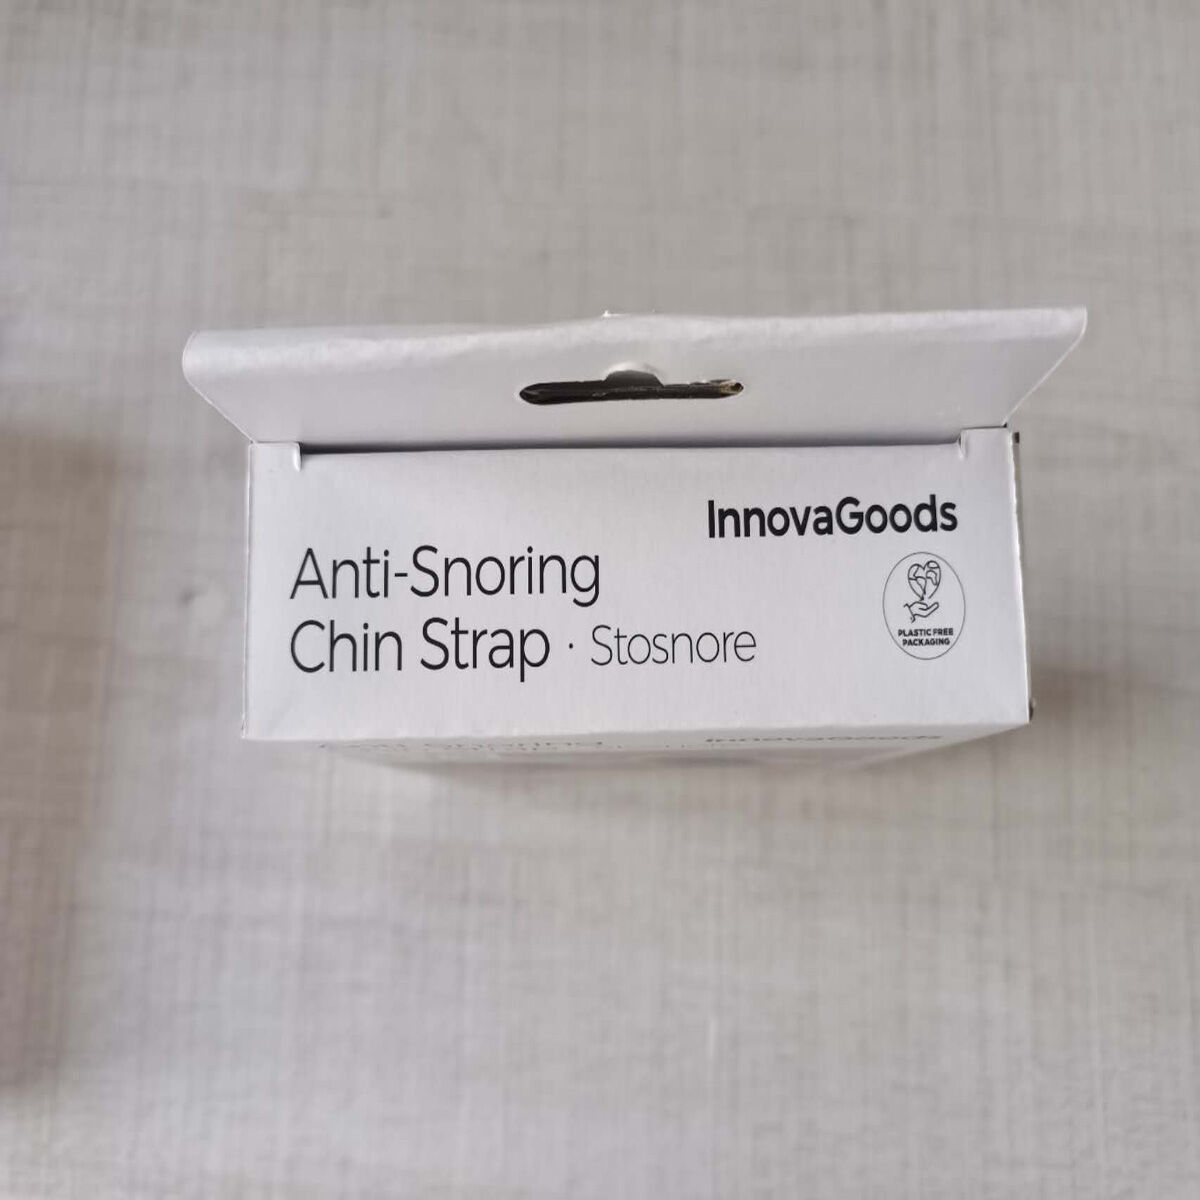 InnovaGoods
Anti-Snoring
Chin Strap · Stosnore
PLASTIC FREE
PACKAGING